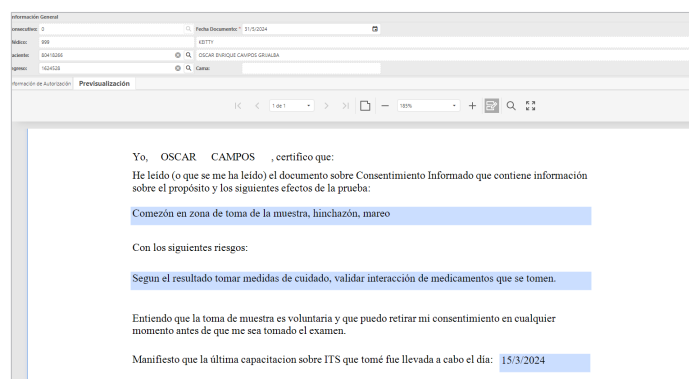 nformación General
onsecutivo: 0 Fecha Documento: * 31/5/2024
Médico: 999 KEITTY
aciente: 80418266 OSCAR ENRIQUE CAMPOS GRIJALBA
ngreso: 1624528 Cama:
nformación de Autorización Previsualización
1 de 1 185%
Yo, OSCAR CAMPOS , certifico que:
He leído (o que se me ha leído) el documento sobre Consentimiento Informado que contiene información
sobre el propósito y los siguientes efectos de la prueba:
Comezón en zona de toma de la muestra, hinchazón, mareo
Con los siguientes riesgos:
Segun el resultado tomar medidas de cuidado, validar interacción de medicamentos que se tomen.
Entiendo que la toma de muestra es voluntaria y que puedo retirar mi consentimiento en cualquier
momento antes de que me sea tomado el examen.
Manifiesto que la última capacitacion sobre ITS que tomé fue llevada a cabo el día: 15/3/2024